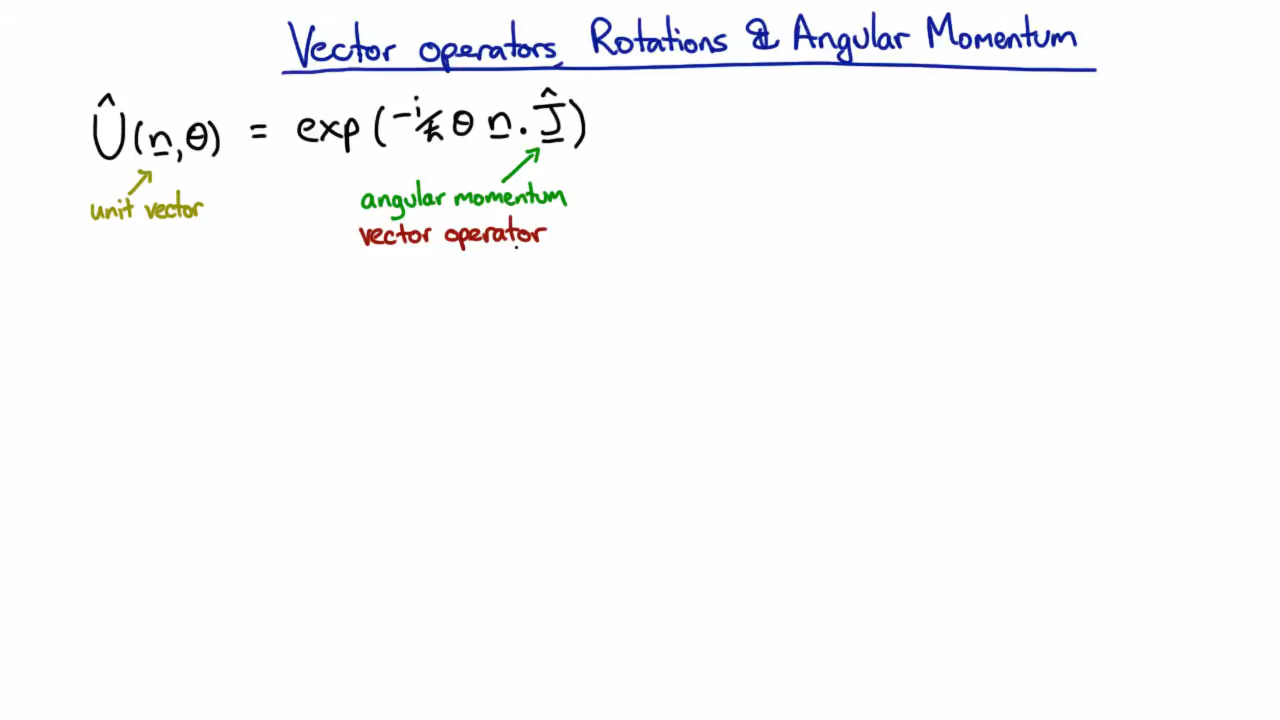 Vector operators, Rotations & Angular Momentum
Û(n,θ) = exp(-i/ħ θ n.Ĵ)
unit vector
angular momentum
vector operator